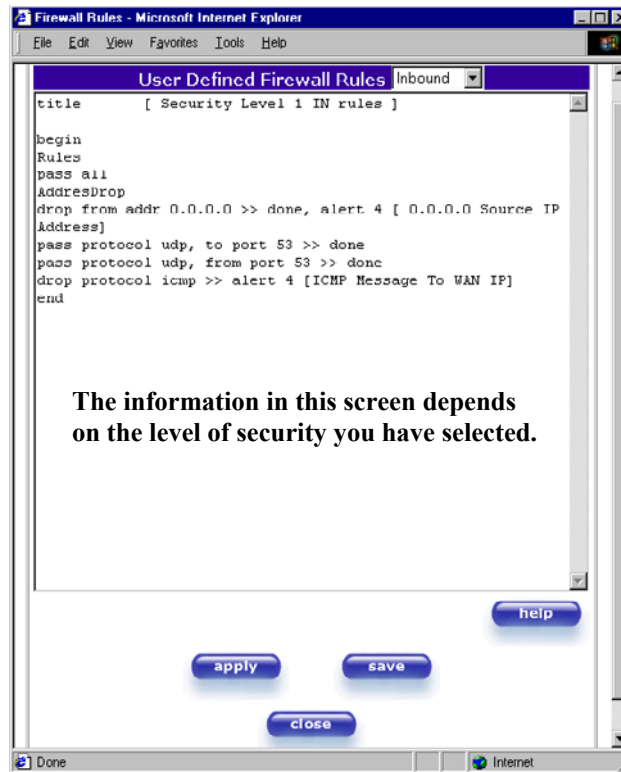 Firewall Rules - Microsoft Internet Explorer
File Edit View Favorites Tools Help
User Defined Firewall Rules Inbound
title [ Security Level 1 IN rules ]
begin
Rules
pass all
AddresDrop
drop from addr 0.0.0.0 >> done, alert 4 [ 0.0.0.0 Source IP
Address]
pass protocol udp, to port 53 >> done
pass protocol udp, from port 53 >> done
drop protocol icmp >> alert 4 [ICMP Message To WAN IP]
end
The information in this screen depends
on the level of security you have selected.
help
apply save
close
Done Internet